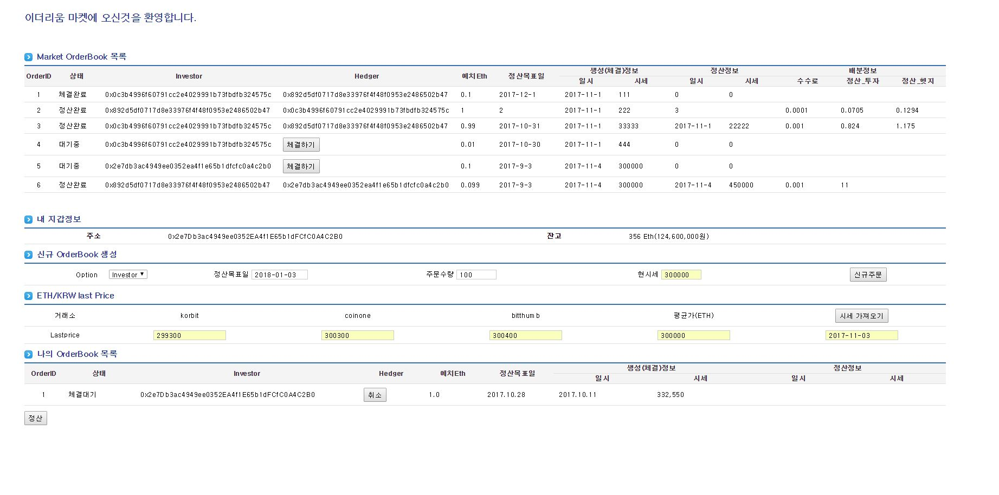 이더리움 마켓에 오신것을 환영합니다.
Market OrderBook 목록
OrderID 상태 Investor Hedger 예치Eth 정산목표일 생성(체결)정보 정산정보 배분정보
일시 시세 일시 시세 수수료 정산_투자 정산_헷지
1 체결완료 0x0c3b4996f60791cc2e4029991b73fbdfb324575c 0x892d5df0717d8e33976f4f48f0953e2486502b47 0.1 2017-12-1 2017-11-1 111 0 0
2 정산완료 0x892d5df0717d8e33976f4f48f0953e2486502b47 0x0c3b4996f60791cc2e4029991b73fbdfb324575c 1 2 2017-11-1 222 3 0.0001 0.0705 0.1294
3 정산완료 0x0c3b4996f60791cc2e4029991b73fbdfb324575c 0x892d5df0717d8e33976f4f48f0953e2486502b47 0.99 2017-10-31 2017-11-1 33333 2017-11-1 22222 0.001 0.824 1.175
4 대기중 0x0c3b4996f60791cc2e4029991b73fbdfb324575c 체결하기 0.01 2017-10-30 2017-11-1 444 0 0
5 대기중 0x2e7db3ac4949ee0352ea4f1e65b1dfcfc0a4c2b0 체결하기 0.1 2017-9-3 2017-11-4 300000 0 0
6 정산완료 0x892d5df0717d8e33976f4f48f0953e2486502b47 0x2e7db3ac4949ee0352ea4f1e65b1dfcfc0a4c2b0 0.099 2017-9-3 2017-11-4 300000 2017-11-4 450000 0.001 11
내 지갑정보
주소 0x2e7Db3ac4949ee0352EA4f1E65b1dFCfC0A4C2B0 잔고 356 Eth(124,600,000원)
신규 OrderBook 생성
Option Investor 정산목표일 2018-01-03 주문수량 100 현시세 300000 신규주문
ETH/KRW last Price
거래소 korbit coinone bitthumb 평균가(ETH) 시세 가져오기
Lastprice 299300 300300 300400 300000 2017-11-03
나의 OrderBook 목록
OrderID 상태 Investor Hedger 예치Eth 정산목표일 생성(체결)정보 정산정보
일시 시세 일시 시세
1 체결대기 0x2e7Db3ac4949ee0352EA4f1E65b1dFCfC0A4C2B0 취소 1.0 2017.10.28 2017.10.11 332,550
정산